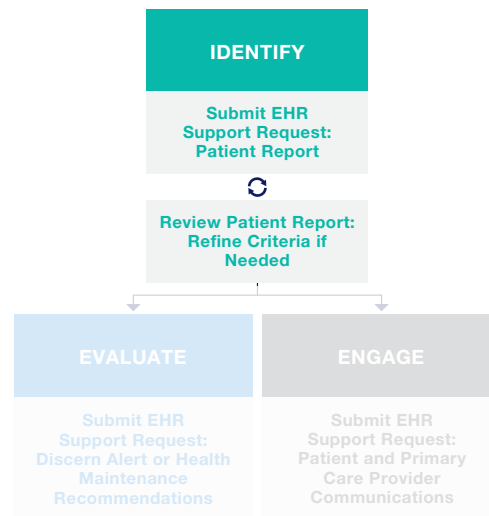 IDENTIFY
Submit EHR
Support Request:
Patient Report
Review Patient Report:
Refine Criteria if
Needed
EVALUATE
Submit EHR
Support Request:
Discern Alert or Health
Maintenance
Recommendations
ENGAGE
Submit EHR
Support Request:
Patient and Primary
Care Provider
Communications